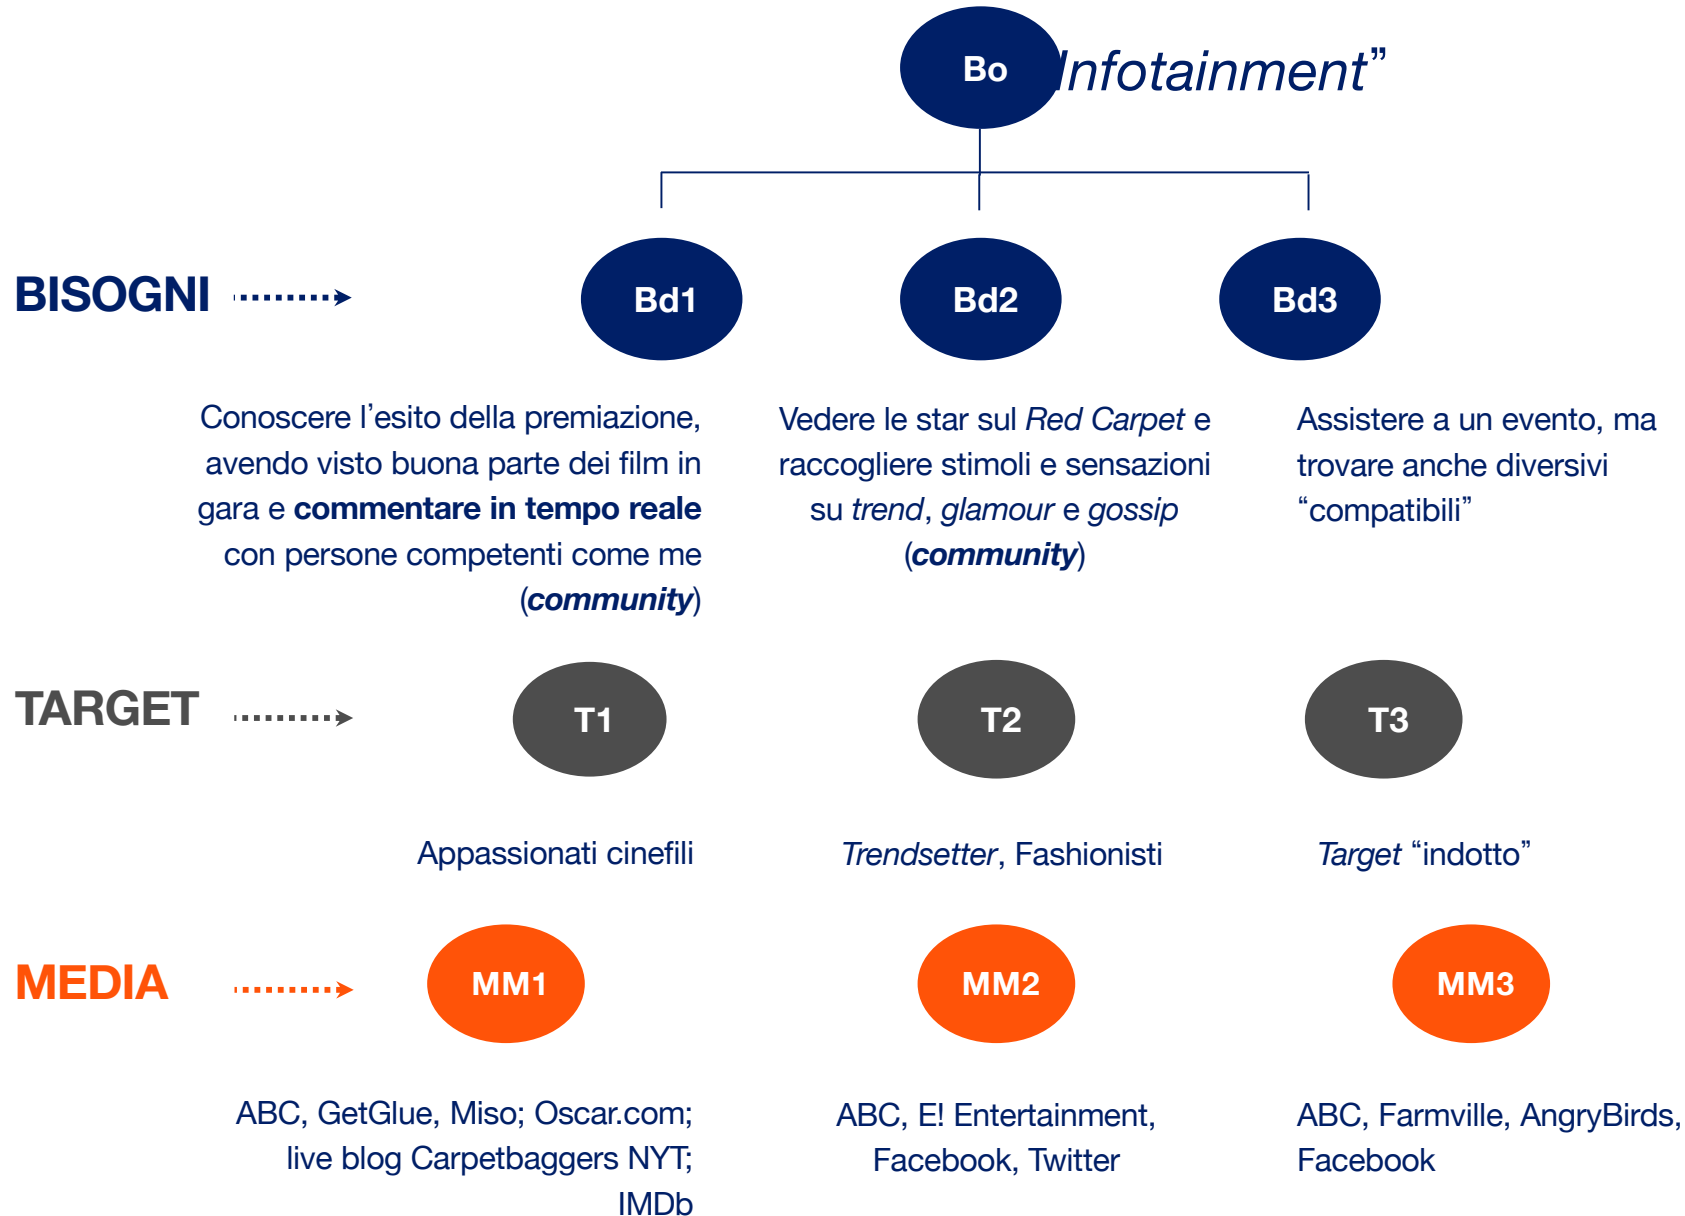 Bo
Infotainment”
BISOGNI
Bd1
Bd2
Bd3
Conoscere l’esito della premiazione,
avendo visto buona parte dei film in
gara e commentare in tempo reale
con persone competenti come me
(community)
Vedere le star sul Red Carpet e
raccogliere stimoli e sensazioni
su trend, glamour e gossip
(community)
Assistere a un evento, ma
trovare anche diversivi
“compatibili”
TARGET
T1
T2
T3
Appassionati cinefili
Trendsetter, Fashionisti
Target “indotto”
MEDIA
MM1
MM2
MM3
ABC, GetGlue, Miso; Oscar.com;
live blog Carpetbaggers NYT;
IMDb
ABC, E! Entertainment,
Facebook, Twitter
ABC, Farmville, AngryBirds,
Facebook